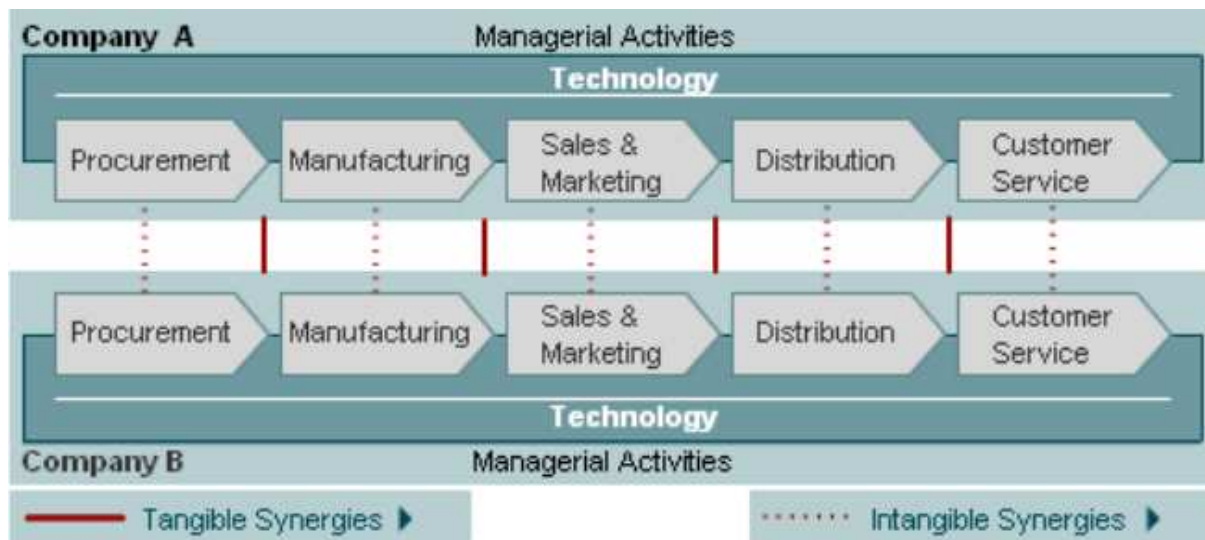 Company A
Managerial Activities
Technology
Procurement
Manufacturing
Sales &
Marketing
Distribution
Customer
Service
Procurement
Manufacturing
Sales &
Marketing
Distribution
Customer
Service
Technology
Company B
Managerial Activities
Tangible Synergies
Intangible Synergies